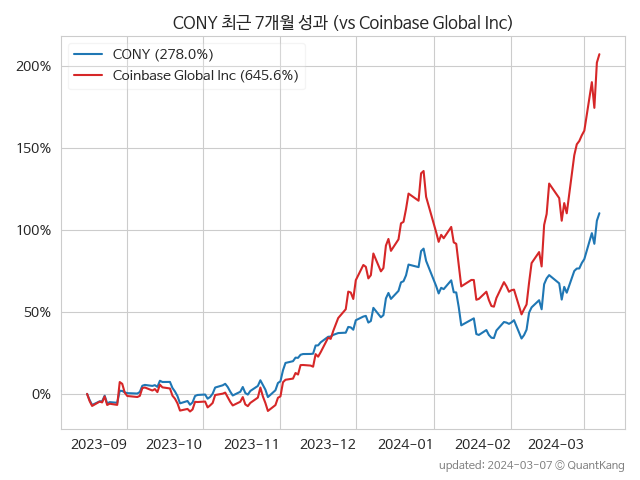 CONY 최근 7개월 성과 (vs Coinbase Global Inc)
CONY (278.0%)
Coinbase Global Inc (645.6%)
200%
150%
100%
50%
0%
2023-09 2023-10 2023-11 2023-12 2024-01 2024-02 2024-03
updated: 2024-03-07 © QuantKang